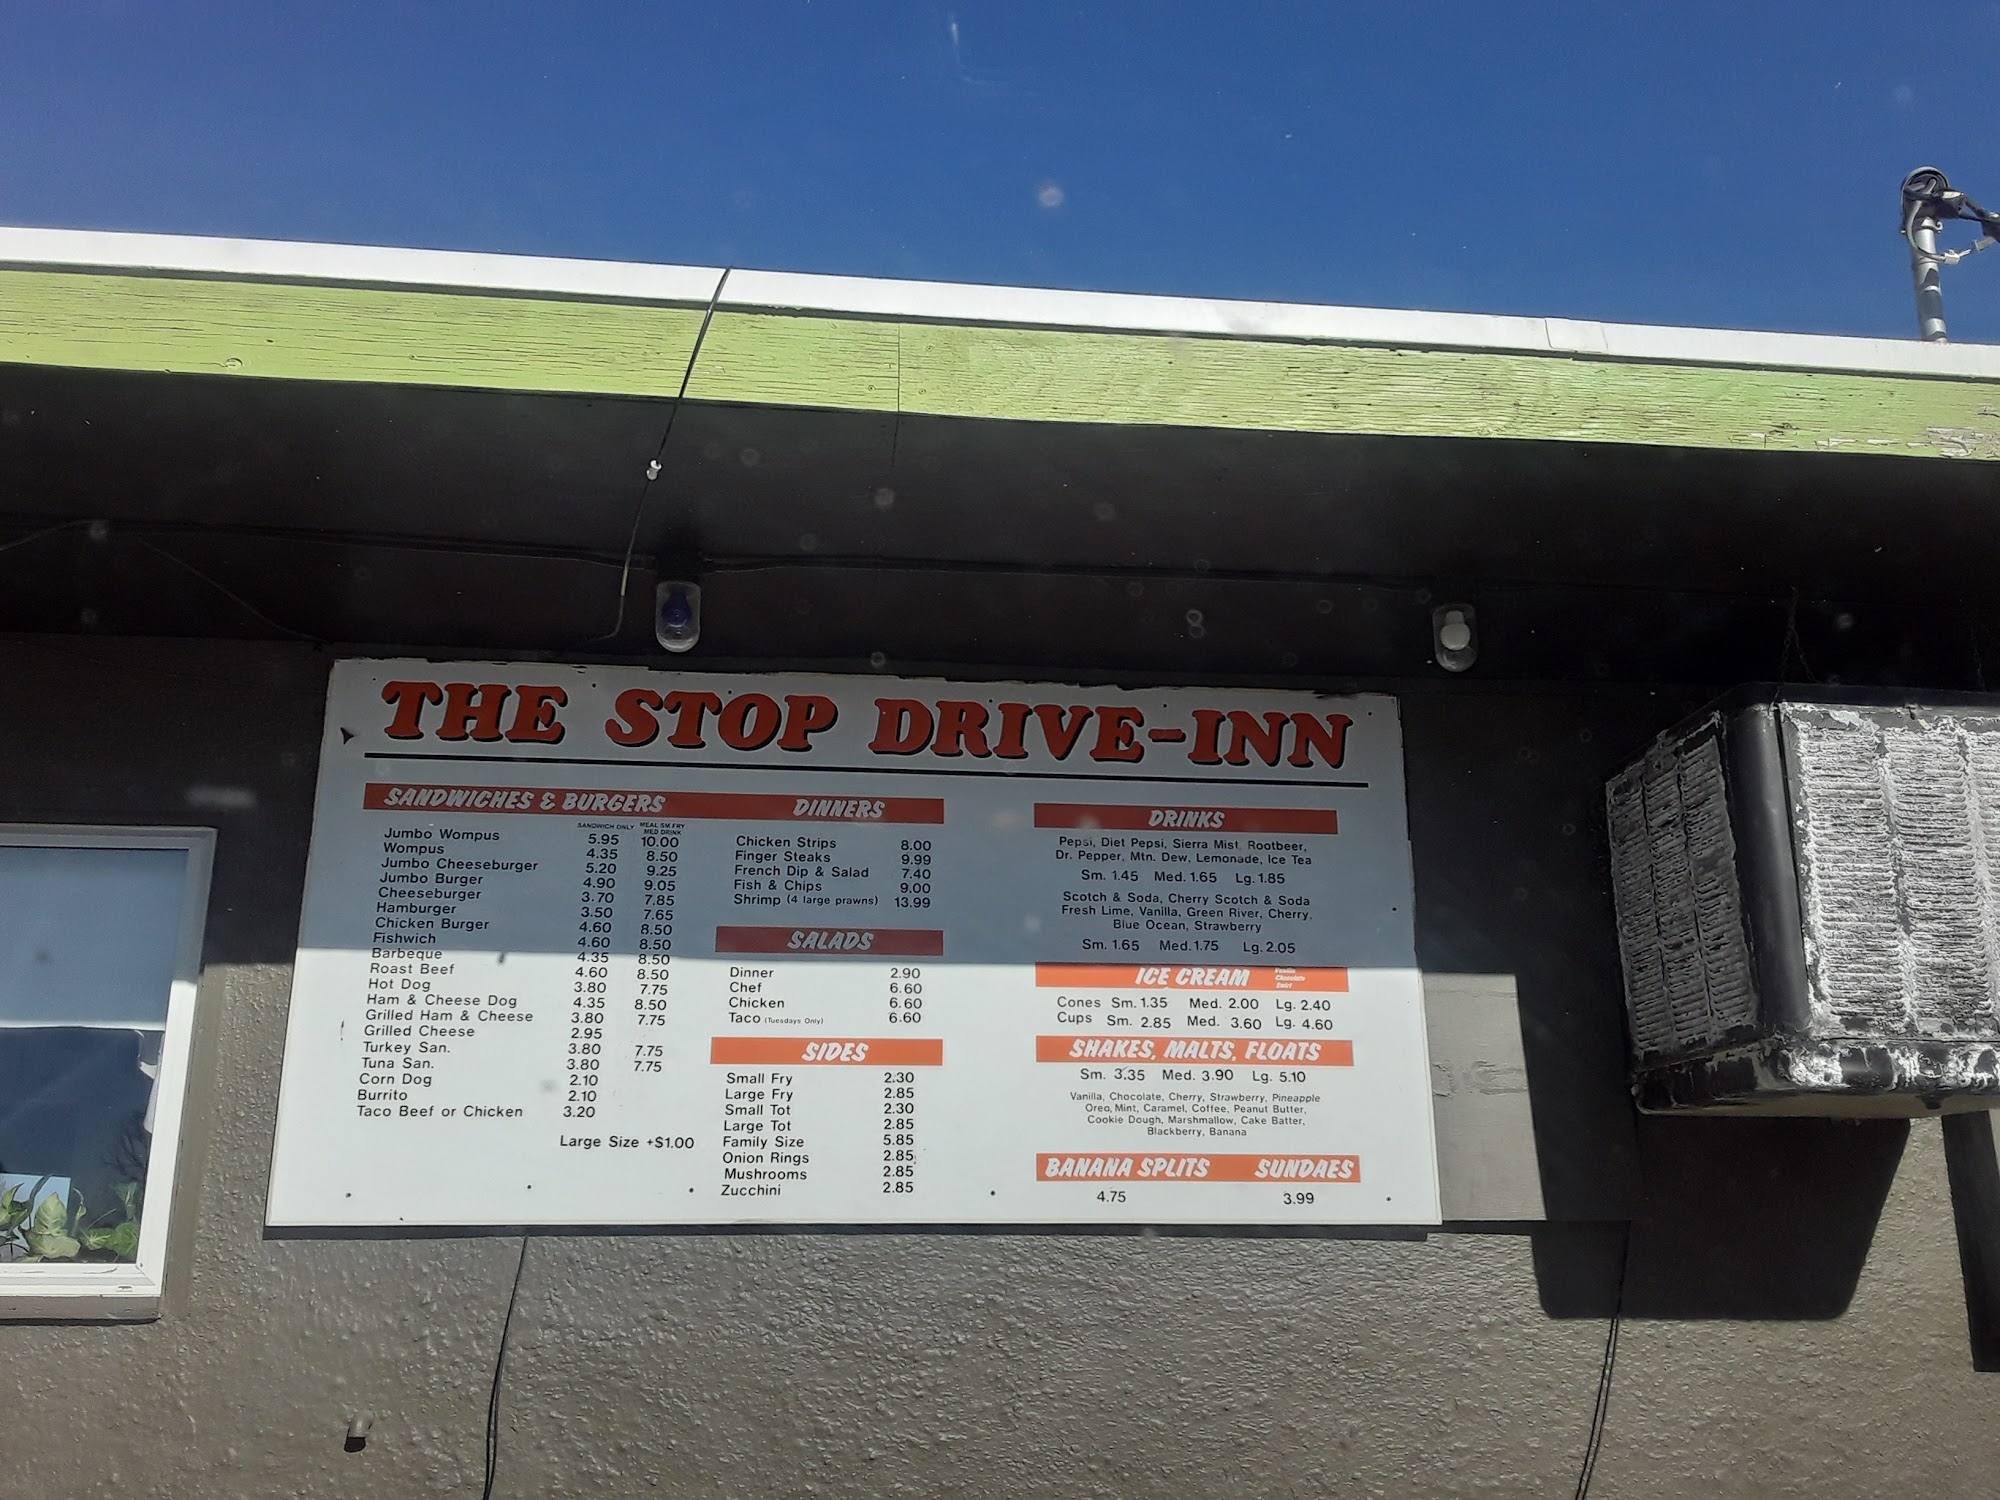 THE STOP DRIVE-INN
SANDWICHES & BURGERS
SANDWICH ONLY MEAL SM FRY MED DRINK
Jumbo Wompus 5.95 10.00
Wompus 4.35 8.50
Jumbo Cheeseburger 5.20 9.25
Jumbo Burger 4.90 9.05
Cheeseburger 3.70 7.85
Hamburger 3.50 7.65
Chicken Burger 4.60 8.50
Fishwich 4.60 8.50
Barbeque 4.35 8.50
Roast Beef 4.60 8.50
Hot Dog 3.80 7.75
Ham & Cheese Dog 4.35 8.50
Grilled Ham & Cheese 3.80 7.75
Grilled Cheese 2.95
Turkey San. 3.80 7.75
Tuna San. 3.80 7.75
Corn Dog 2.10
Burrito 2.10
Taco Beef or Chicken 3.20
Large Size +$1.00
DINNERS
Chicken Strips 8.00
Finger Steaks 9.99
French Dip & Salad 7.40
Fish & Chips 9.00
Shrimp (4 large prawns) 13.99
SALADS
Dinner 2.90
Chef 6.60
Chicken 6.60
Taco (Tuesdays Only) 6.60
SIDES
Small Fry 2.30
Large Fry 2.85
Small Tot 2.30
Large Tot 2.85
Family Size 5.85
Onion Rings 2.85
Mushrooms 2.85
Zucchini 2.85
DRINKS
Pepsi, Diet Pepsi, Sierra Mist, Rootbeer,
Dr. Pepper, Mtn. Dew, Lemonade, Ice Tea
Sm. 1.45 Med. 1.65 Lg. 1.85
Scotch & Soda, Cherry Scotch & Soda
Fresh Lime, Vanilla, Green River, Cherry,
Blue Ocean, Strawberry
Sm. 1.65 Med. 1.75 Lg. 2.05
ICE CREAM
Vanilla
Chocolate
Swirl
Cones Sm. 1.35 Med. 2.00 Lg. 2.40
Cups Sm. 2.85 Med. 3.60 Lg. 4.60
SHAKES, MALTS, FLOATS
Sm. 3.35 Med. 3.90 Lg. 5.10
Vanilla, Chocolate, Cherry, Strawberry, Pineapple
Oreo, Mint, Caramel, Coffee, Peanut Butter,
Cookie Dough, Marshmallow, Cake Batter,
Blackberry, Banana
BANANA SPLITS SUNDAES
4.75 3.99